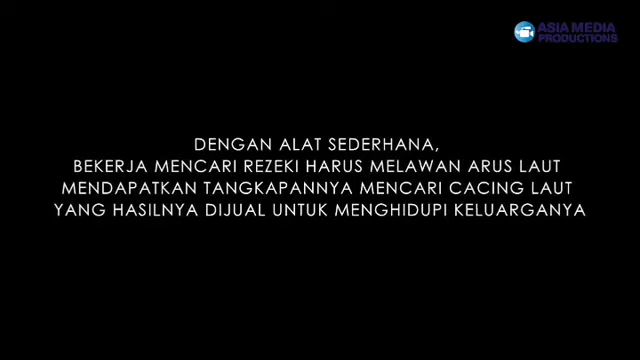 ASIA MEDIA
PRODUCTIONS
DENGAN ALAT SEDERHANA,
BEKERJA MENCARI REZEKI HARUS MELAWAN ARUS LAUT
MENDAPATKAN TANGKAPANNYA MENCARI CACING LAUT
YANG HASILNYA DIJUAL UNTUK MENGHIDUPI KELUARGANYA